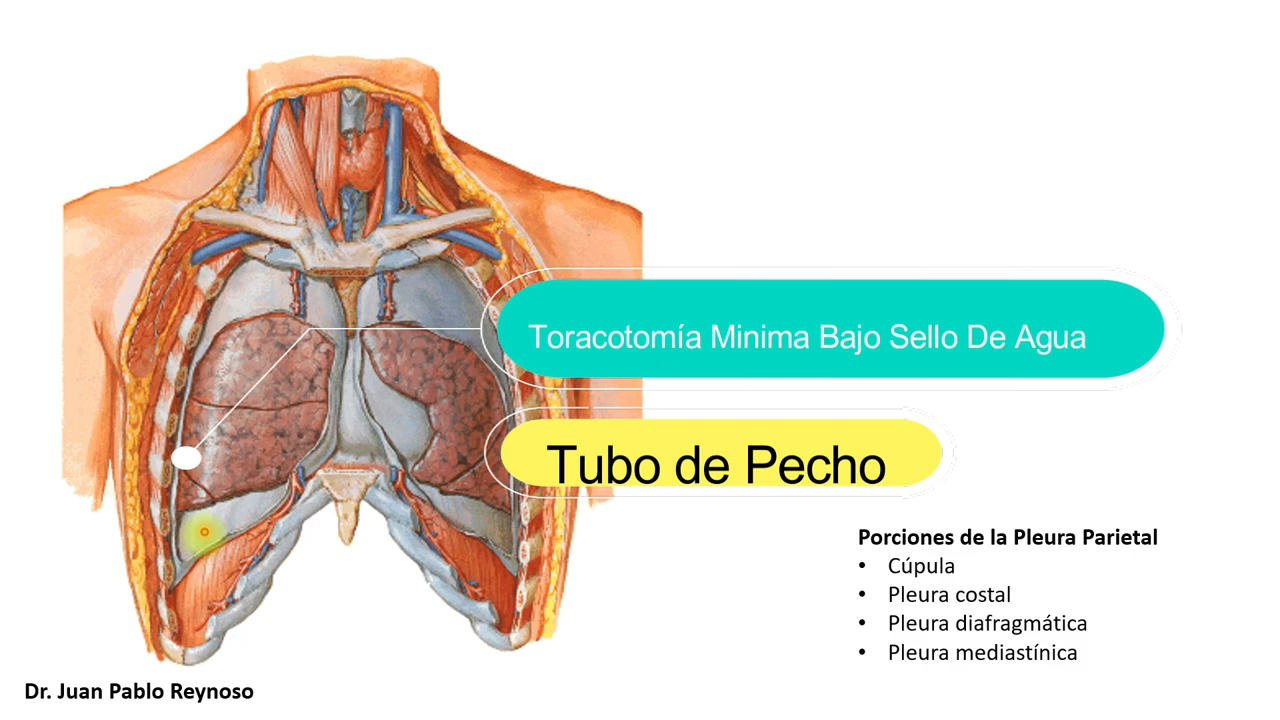 Toracotomía Minima Bajo Sello De Agua
Tubo de Pecho
Porciones de la Pleura Parietal
• Cúpula
• Pleura costal
• Pleura diafragmática
• Pleura mediastínica
Dr. Juan Pablo Reynoso